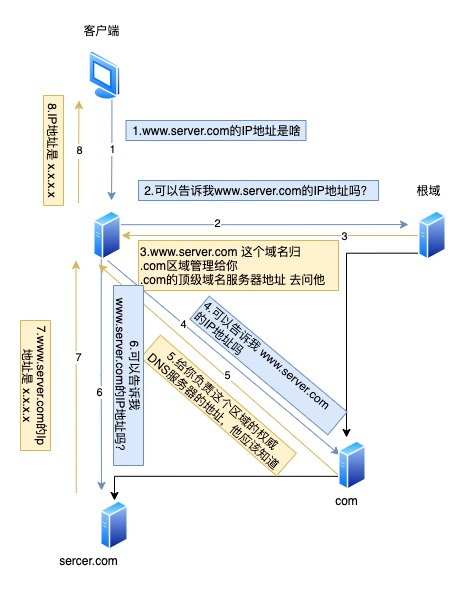 客户端
8.IP地址是 x.x.x.x
8
1
1.www.server.com的IP地址是啥
2.可以告诉我www.server.com的IP地址吗?
根域
2
3
3.www.server.com 这个域名归
.com区域管理给你
.com的顶级域名服务器地址 去问他
4.可以告诉我 www.server.com
的IP地址吗
4
5
5.给你负责这个区域的权威
DNS服务器的地址，他应该知道
6.可以告诉我
www.server.com的IP地址吗?
6
7
7.www.server.com的Ip
地址是 x.x.x.x
com
sercer.com